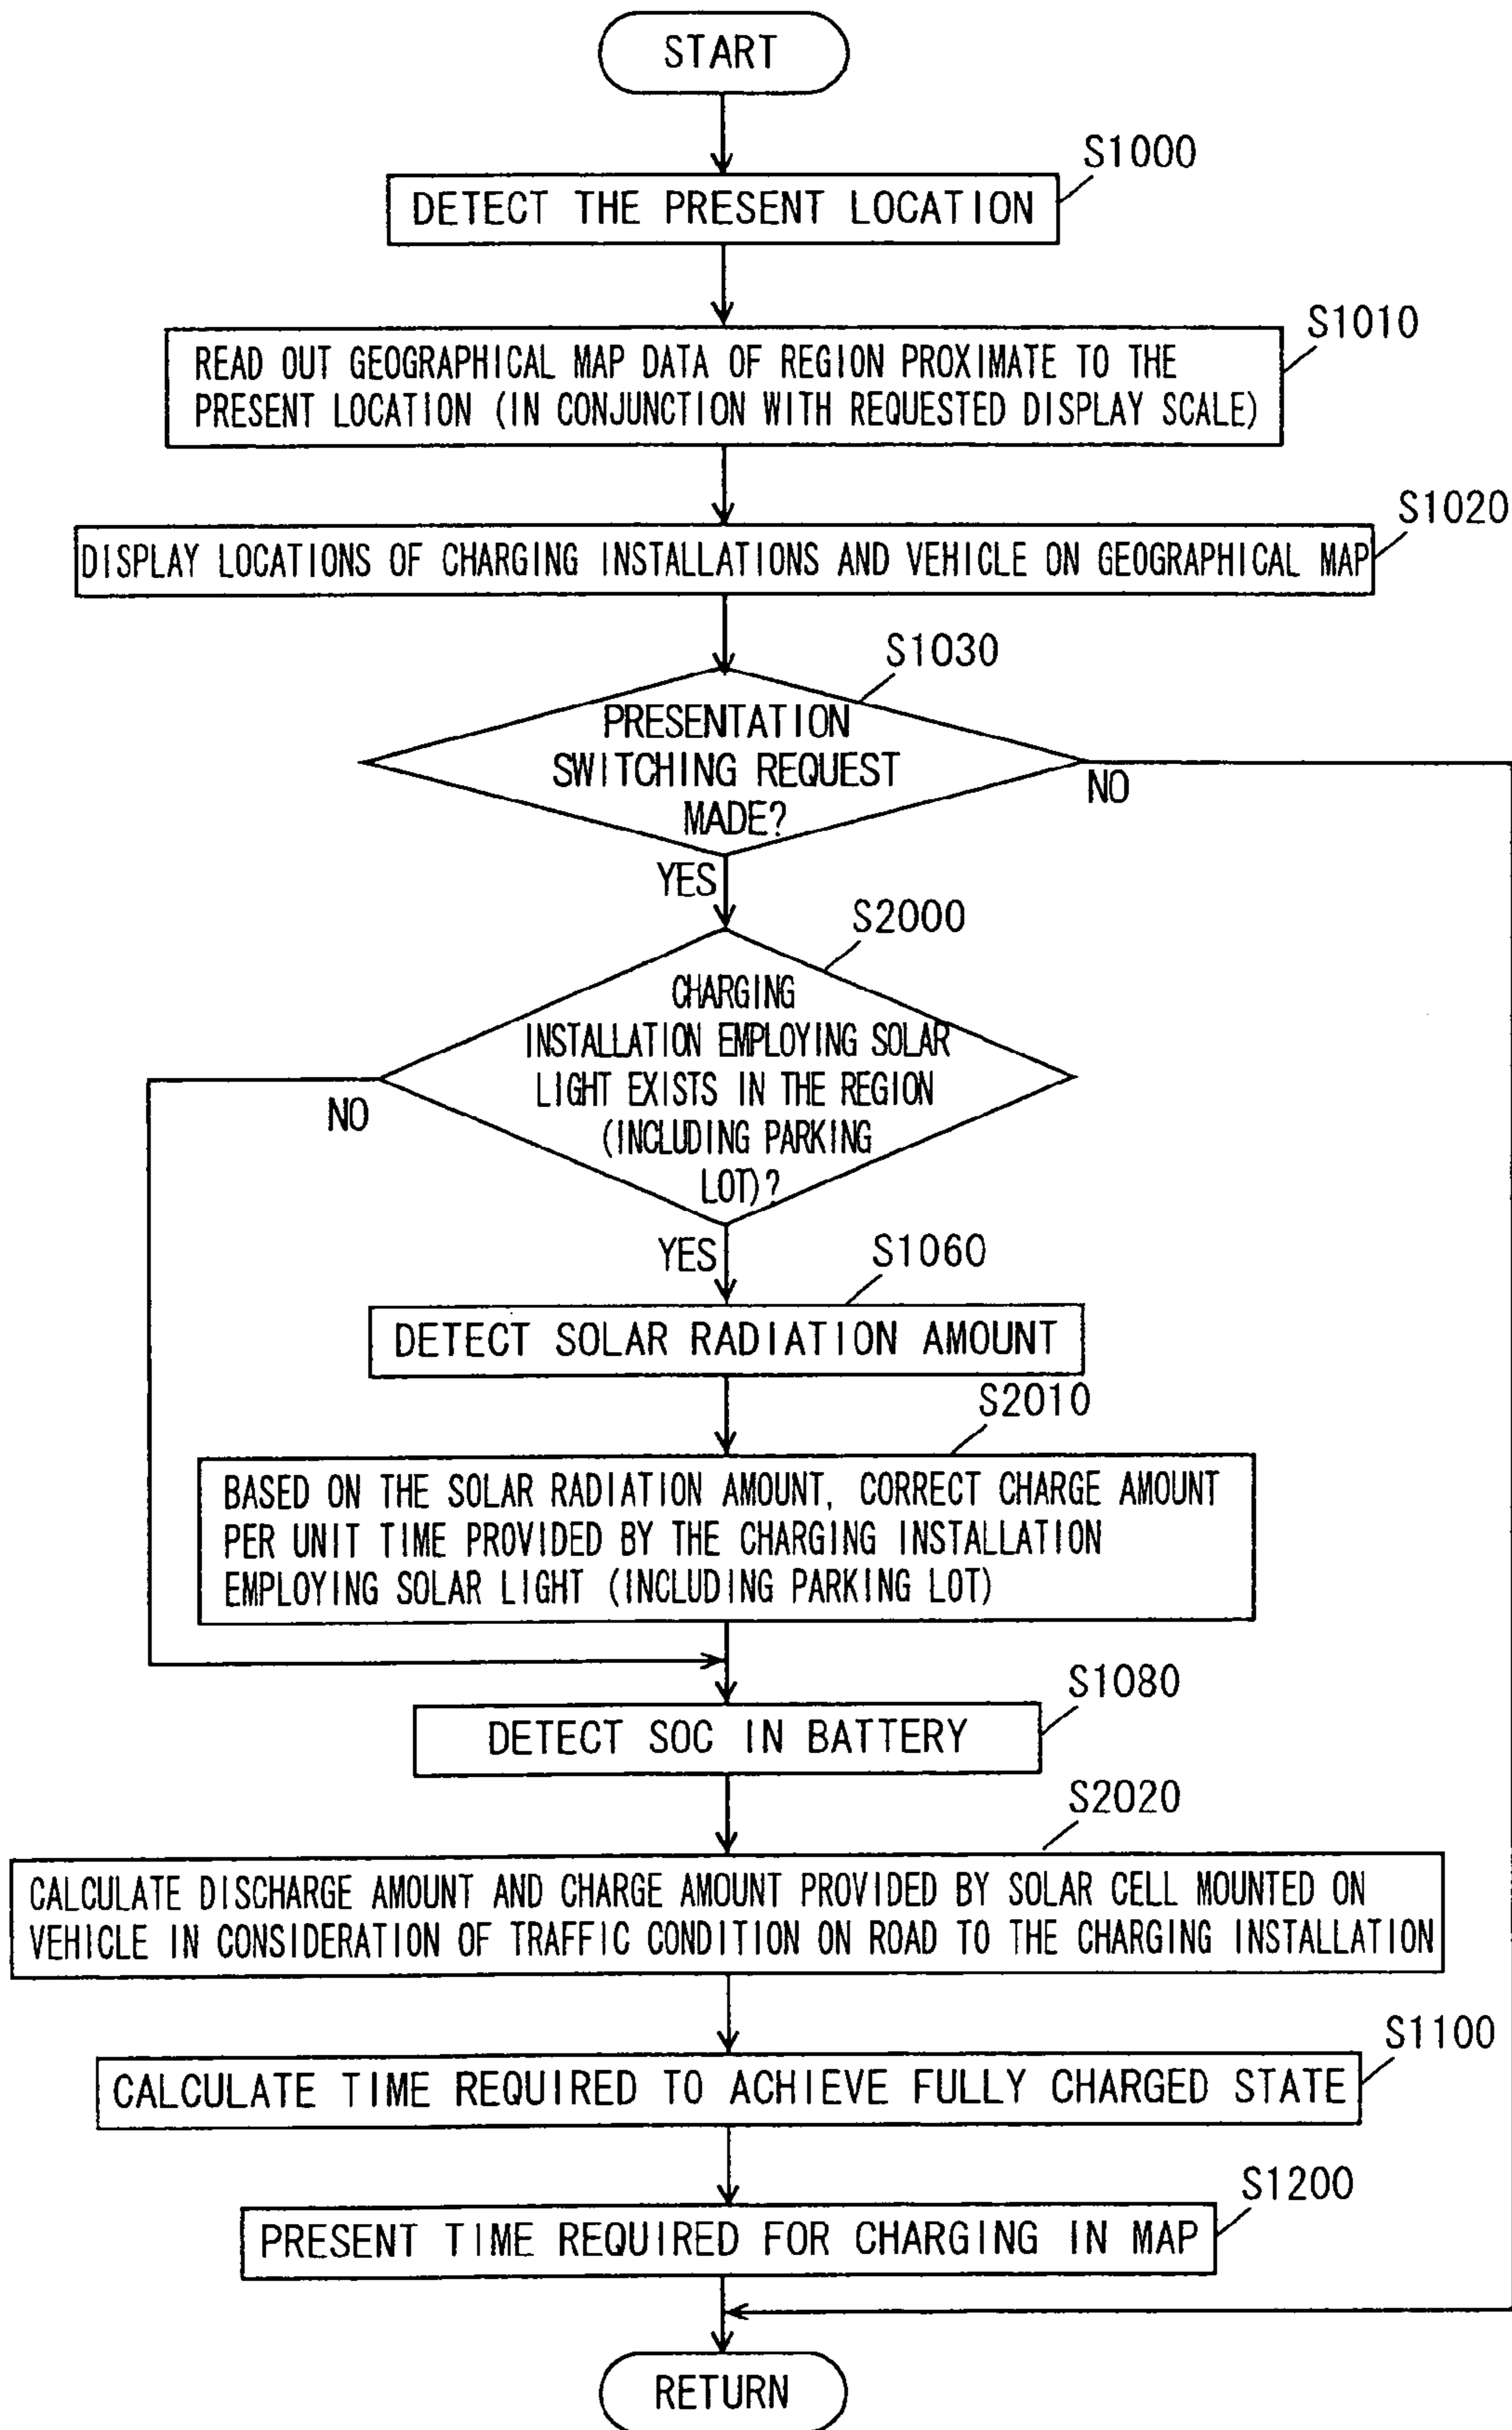 START
S1000
DETECT THE PRESENT LOCATION
S1010
READ OUT GEOGRAPHICAL MAP DATA OF REGION PROXIMATE TO THE
PRESENT LOCATION (IN CONJUNCTION WITH REQUESTED DISPLAY SCALE)
S1020
DISPLAY LOCATIONS OF CHARGING INSTALLATIONS AND VEHICLE ON GEOGRAPHICAL MAP
S1030
PRESENTATION
SWITCHING REQUEST
MADE?
NO
YES
S2000
CHARGING
INSTALLATION EMPLOYING SOLAR
LIGHT EXISTS IN THE REGION
(INCLUDING PARKING
LOT)?
NO
YES
S1060
DETECT SOLAR RADIATION AMOUNT
S2010
BASED ON THE SOLAR RADIATION AMOUNT, CORRECT CHARGE AMOUNT
PER UNIT TIME PROVIDED BY THE CHARGING INSTALLATION
EMPLOYING SOLAR LIGHT (INCLUDING PARKING LOT)
S1080
DETECT SOC IN BATTERY
S2020
CALCULATE DISCHARGE AMOUNT AND CHARGE AMOUNT PROVIDED BY SOLAR CELL MOUNTED ON
VEHICLE IN CONSIDERATION OF TRAFFIC CONDITION ON ROAD TO THE CHARGING INSTALLATION
S1100
CALCULATE TIME REQUIRED TO ACHIEVE FULLY CHARGED STATE
S1200
PRESENT TIME REQUIRED FOR CHARGING IN MAP
RETURN